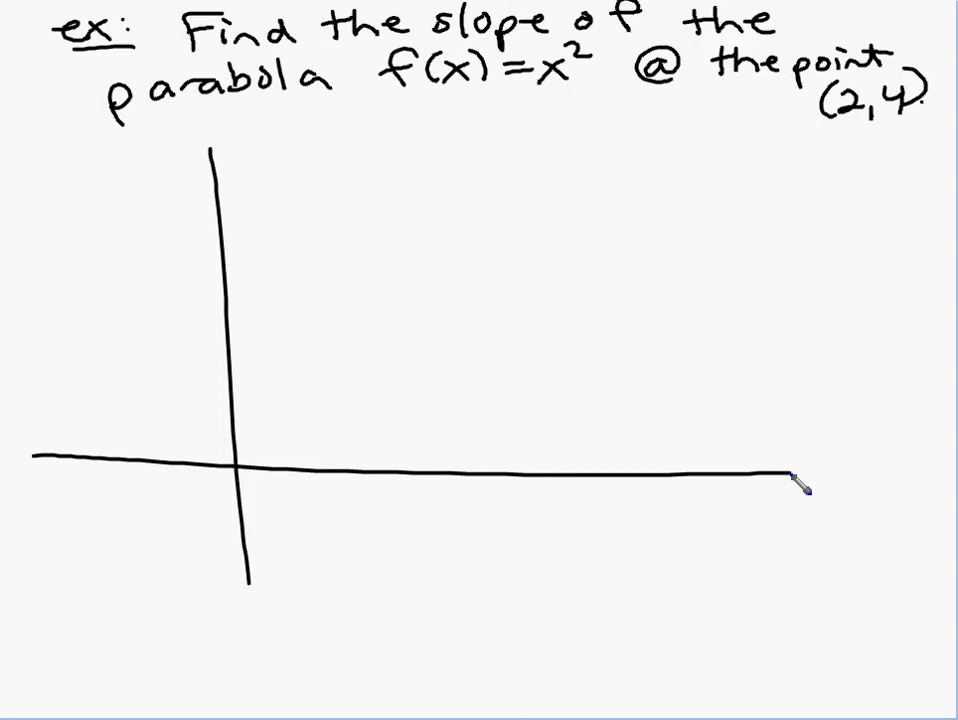 ex: Find the slope of the
parabola f(x) = x² @ the point
(2,4)